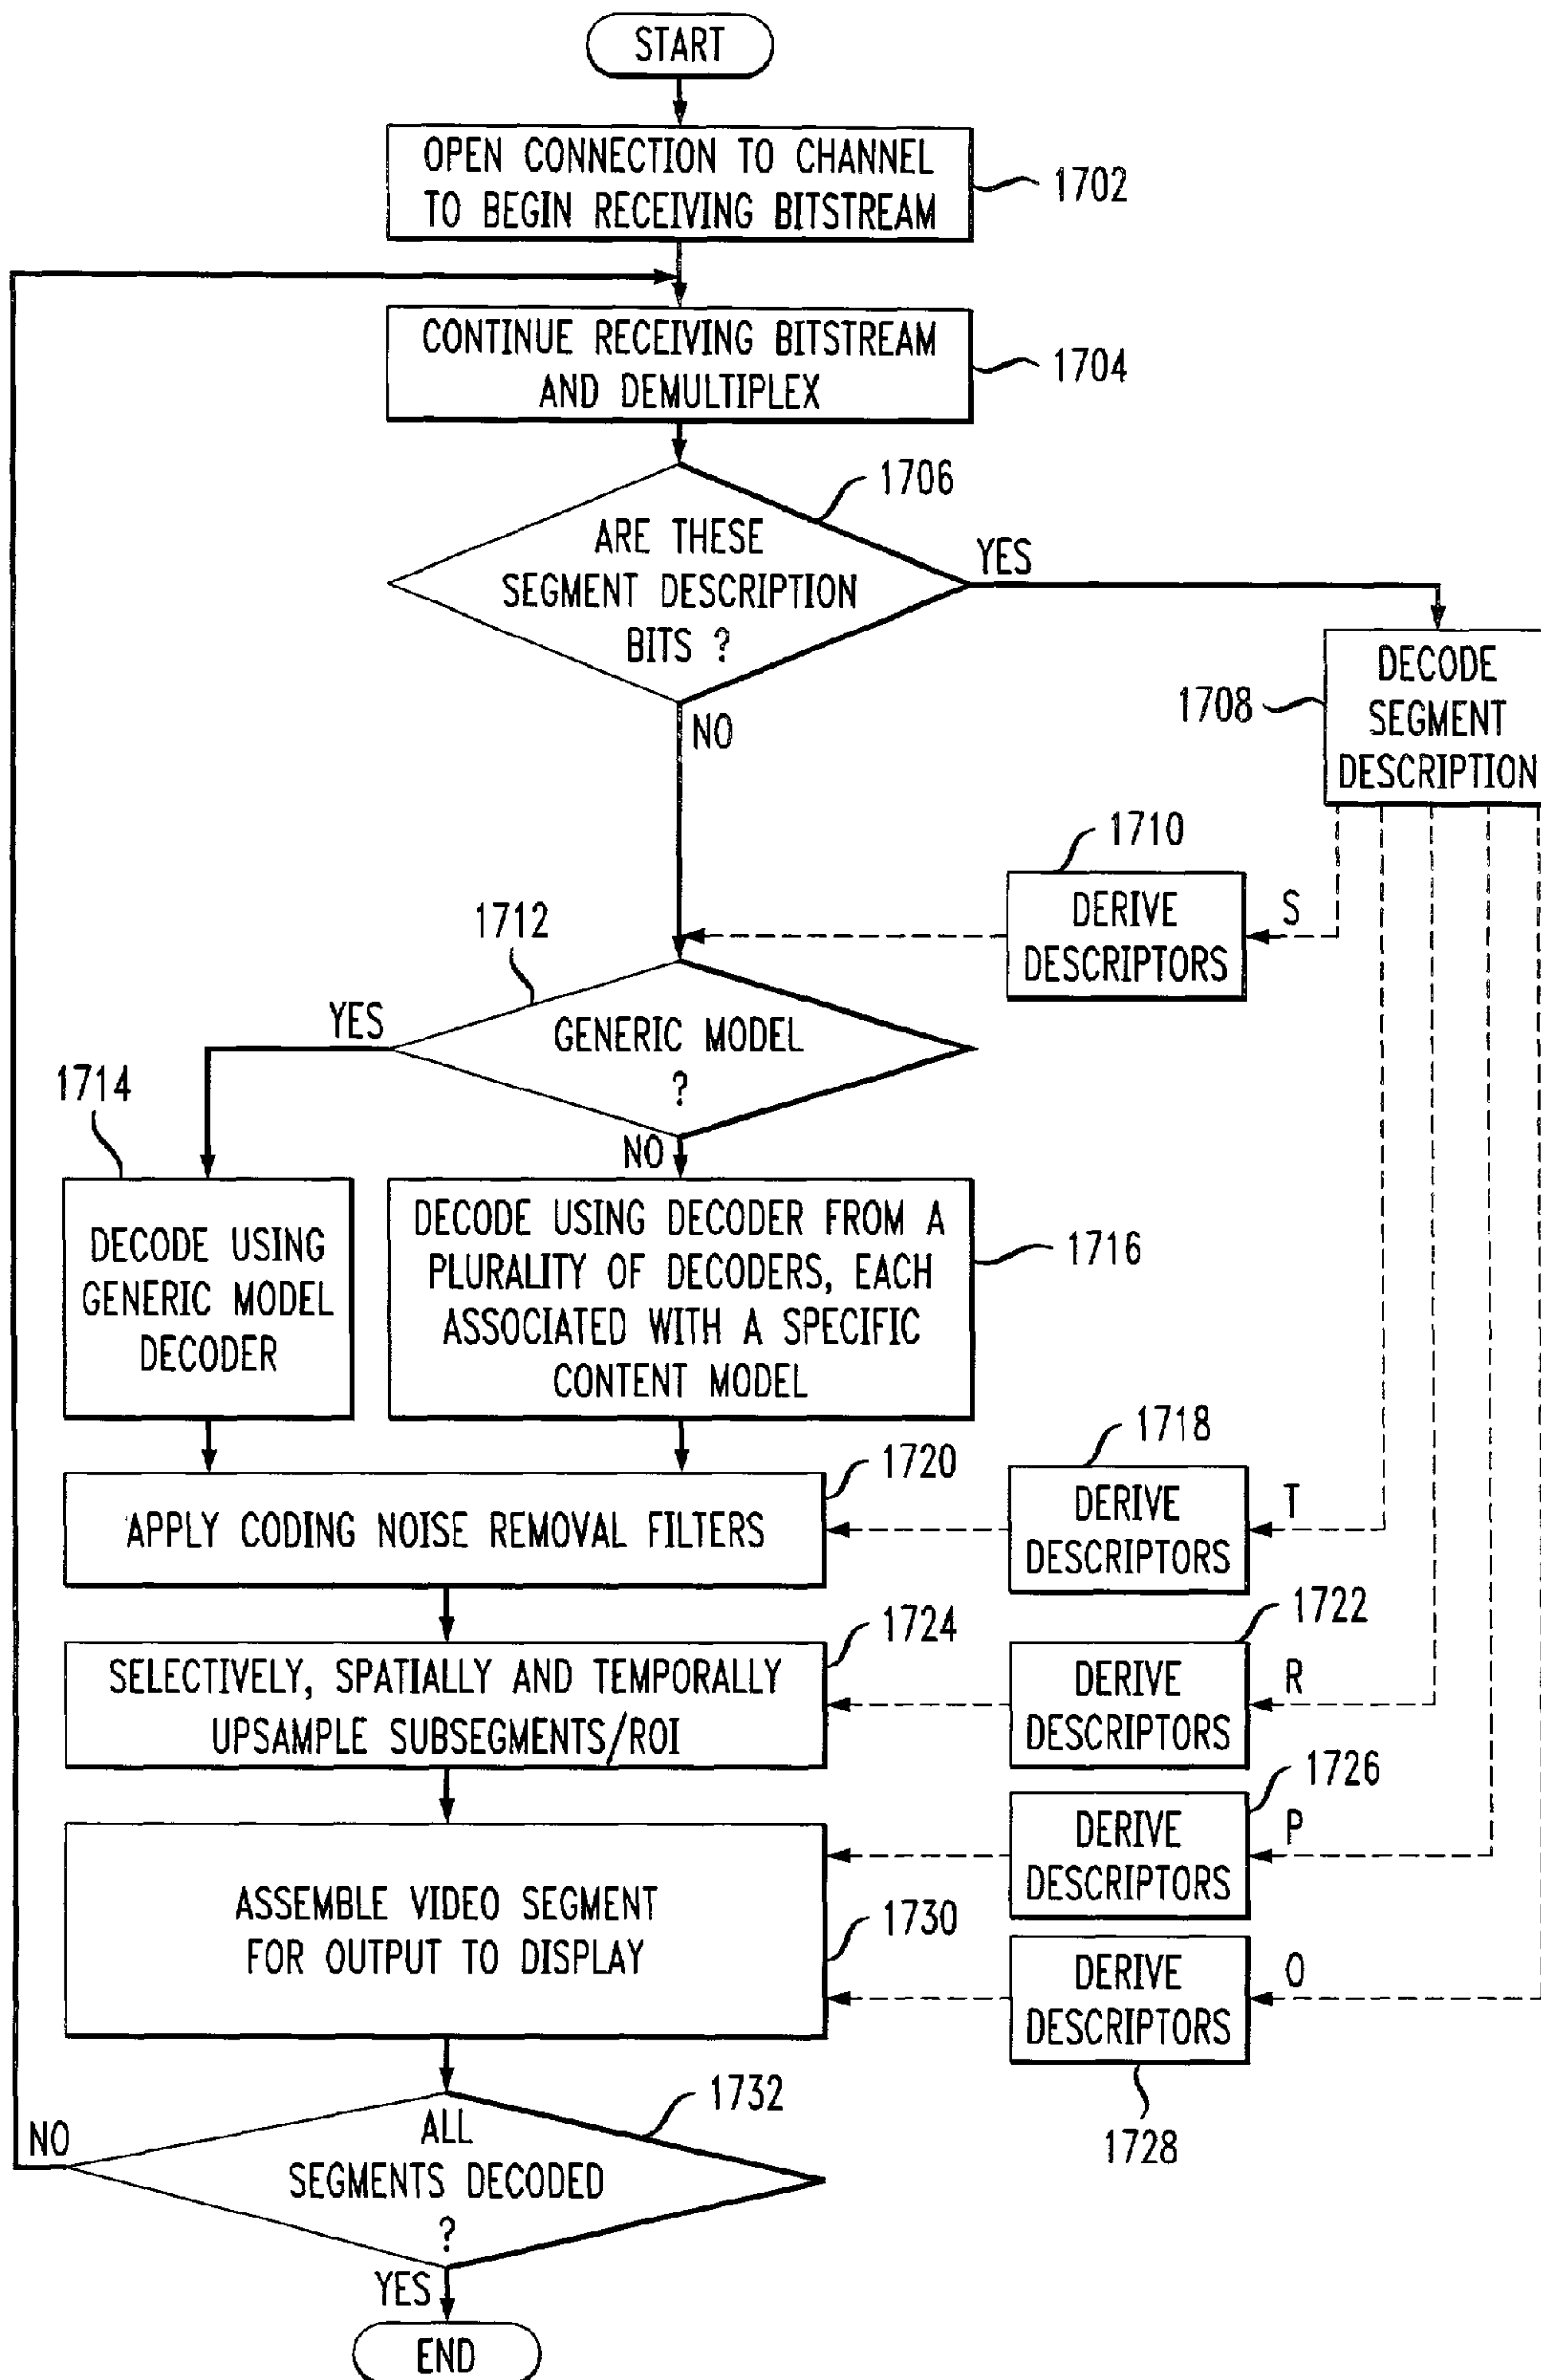 START
OPEN CONNECTION TO CHANNEL
TO BEGIN RECEIVING BITSTREAM
1702
CONTINUE RECEIVING BITSTREAM
AND DEMULTIPLEX
1704
1706
ARE THESE
SEGMENT DESCRIPTION
BITS ?
YES
NO
DECODE
SEGMENT
DESCRIPTION
1708
1710
DERIVE
DESCRIPTORS
S
1712
GENERIC MODEL
?
YES
NO
1714
DECODE USING
GENERIC MODEL
DECODER
DECODE USING DECODER FROM A
PLURALITY OF DECODERS, EACH
ASSOCIATED WITH A SPECIFIC
CONTENT MODEL
1716
1718
DERIVE
DESCRIPTORS
T
1720
APPLY CODING NOISE REMOVAL FILTERS
1722
DERIVE
DESCRIPTORS
R
1724
SELECTIVELY, SPATIALLY AND TEMPORALLY
UPSAMPLE SUBSEGMENTS/ROI
1726
DERIVE
DESCRIPTORS
P
ASSEMBLE VIDEO SEGMENT
FOR OUTPUT TO DISPLAY
1730
DERIVE
DESCRIPTORS
O
1728
1732
ALL
SEGMENTS DECODED
?
NO
YES
END